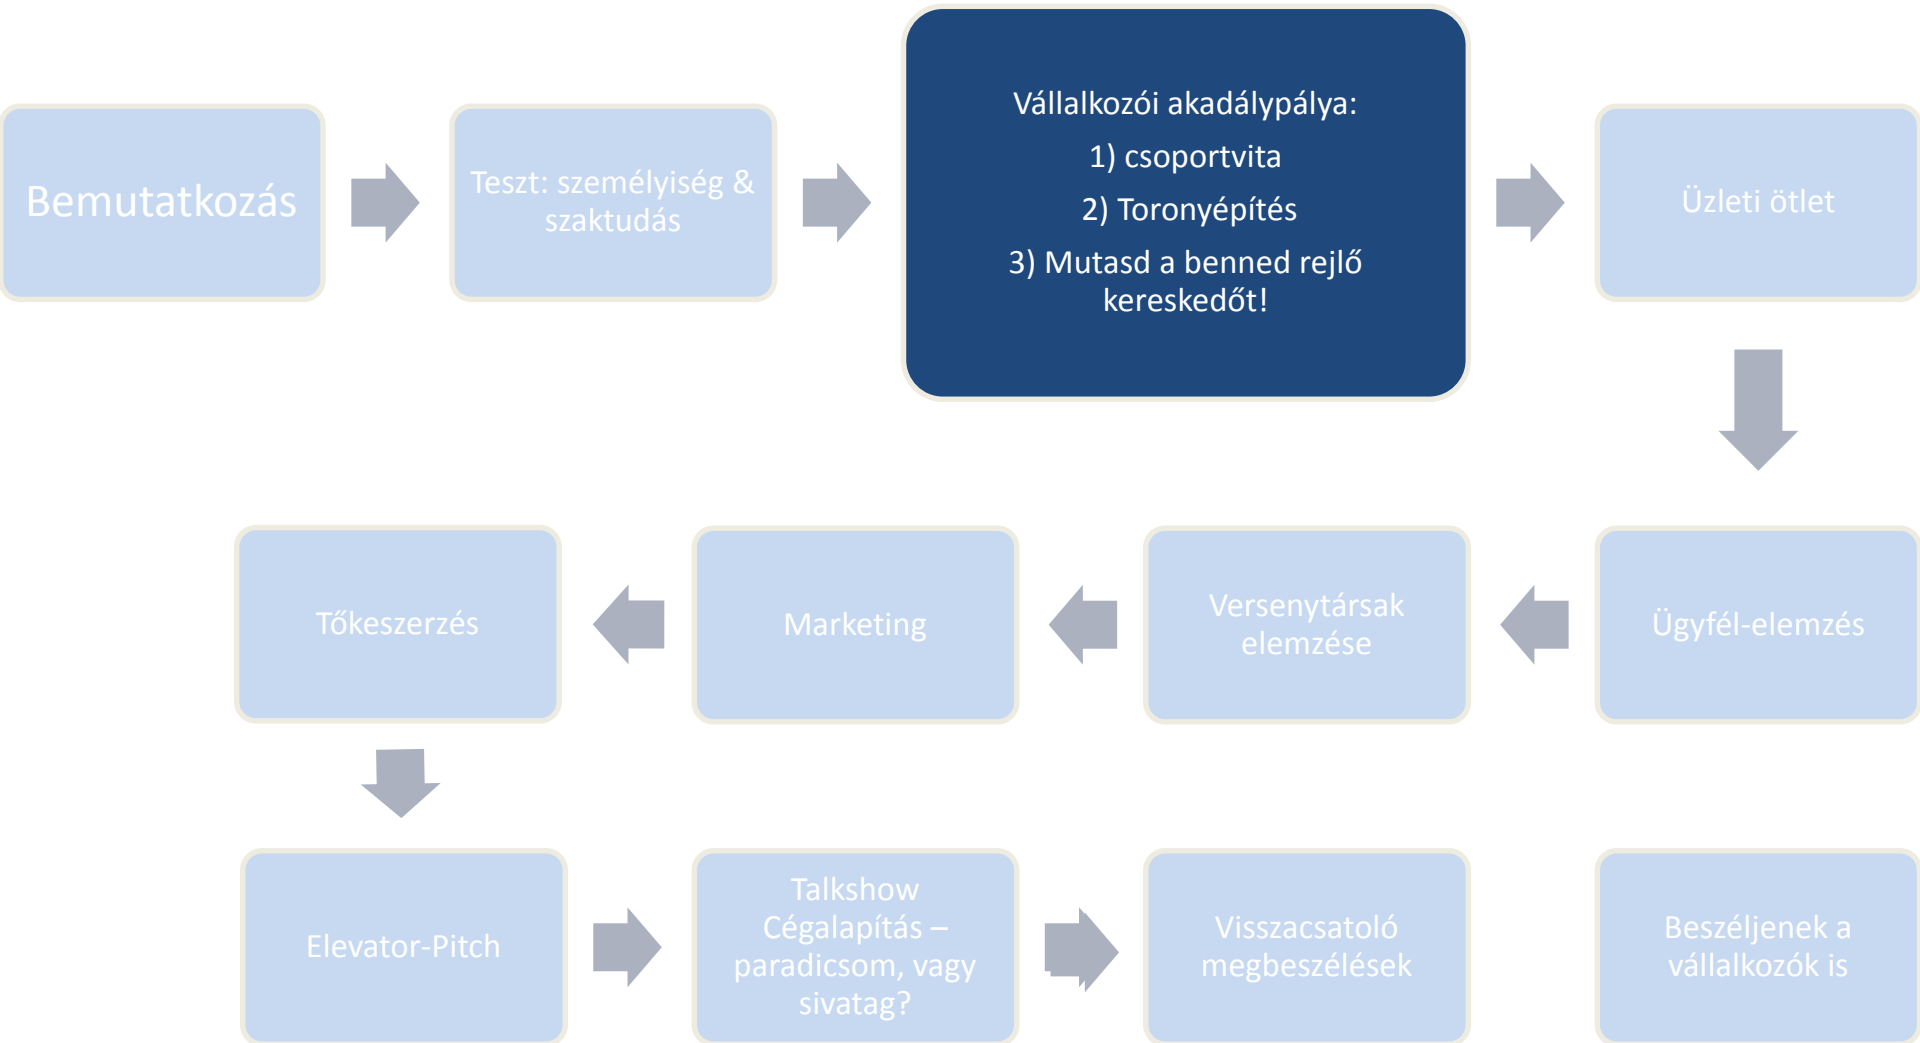 Bemutatkozás
Teszt: személyiség &
szaktudás
Vállalkozói akadálypálya:
1) csoportvita
2) Toronyépítés
3) Mutasd a benned rejlő
kereskedőt!
Üzleti ötlet
Ügyfél-elemzés
Versenytársak
elemzése
Marketing
Tőkeszerzés
Elevator-Pitch
Talkshow
Cégalapítás –
paradicsom, vagy
sivatag?
Visszacsatoló
megbeszélések
Beszéljenek a
vállalkozók is